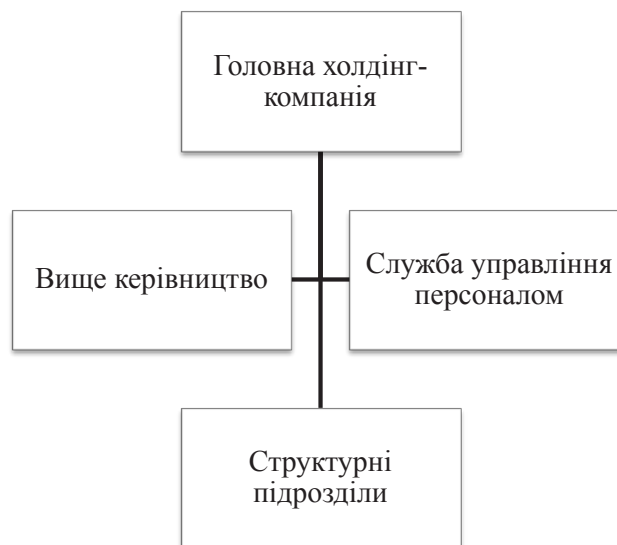 Головна холдінг-
компанія
Вище керівництво
Служба управління
персоналом
Структурні
підрозділи